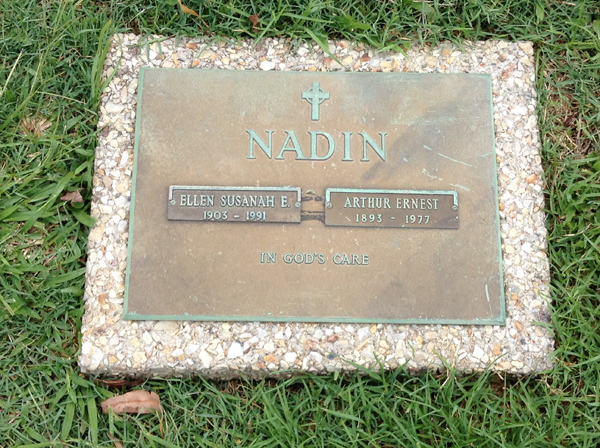 NADIN
ELLEN SUSANAH E.
1903 - 1991
ARTHUR ERNEST
1893 - 1977
IN GOD'S CARE